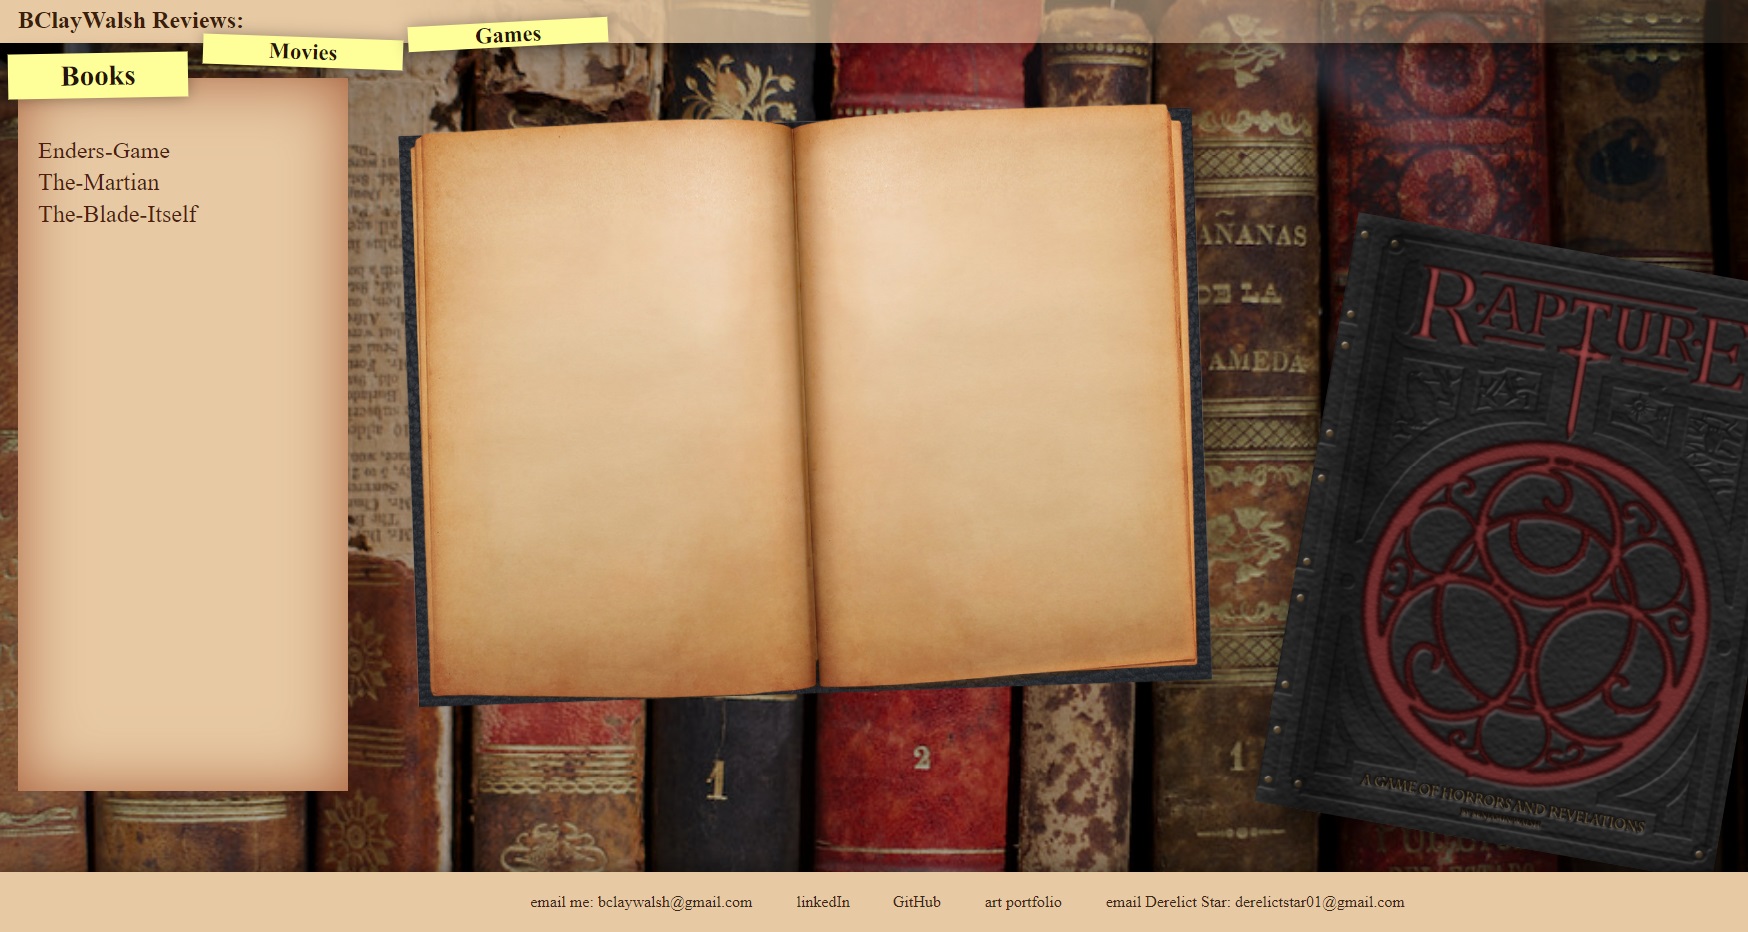 BClayWalsh Reviews:
Books
Movies
Games
Enders-Game
The-Martian
The-Blade-Itself
AÑANAS
DE LA
AMEDA
1
2
1
RAPTURE
A GAME OF HORRORS AND REVELATIONS
email me: bclaywalsh@gmail.com
linkedIn
GitHub
art portfolio
email Derelict Star: derelictstar01@gmail.com